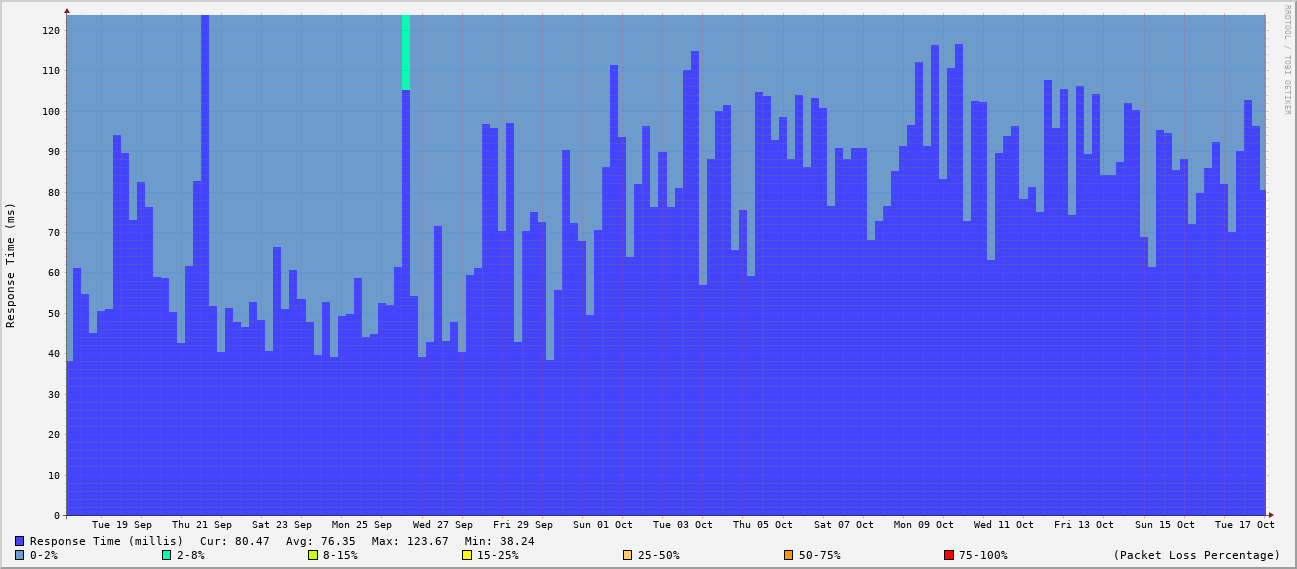 RRDTOOL / TOBI OETIKER
Response Time (ms)
120
110
100
90
80
70
60
50
40
30
20
10
0
Tue 19 Sep Thu 21 Sep Sat 23 Sep Mon 25 Sep Wed 27 Sep Fri 29 Sep Sun 01 Oct Tue 03 Oct Thu 05 Oct Sat 07 Oct Mon 09 Oct Wed 11 Oct Fri 13 Oct Sun 15 Oct Tue 17 Oct
Response Time (millis) Cur: 80.47 Avg: 76.35 Max: 123.67 Min: 38.24
0-2% 2-8% 8-15% 15-25% 25-50% 50-75% 75-100% (Packet Loss Percentage)